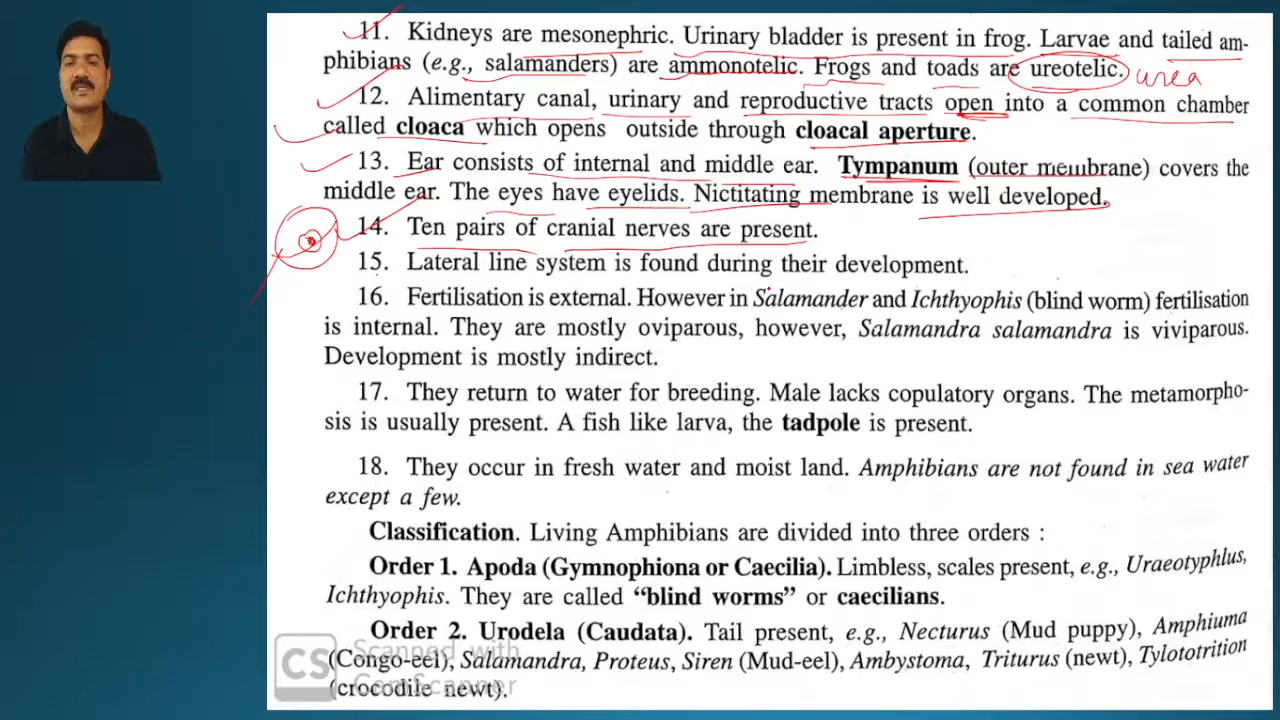 11. Kidneys are mesonephric. Urinary bladder is present in frog. Larvae and tailed am-
phibians (e.g., salamanders) are ammonotelic. Frogs and toads are ureotelic. urea
12. Alimentary canal, urinary and reproductive tracts open into a common chamber
called cloaca which opens outside through cloacal aperture.
13. Ear consists of internal and middle ear. Tympanum (outer membrane) covers the
middle ear. The eyes have eyelids. Nictitating membrane is well developed.
14. Ten pairs of cranial nerves are present.
15. Lateral line system is found during their development.
16. Fertilisation is external. However in Salamander and Ichthyophis (blind worm) fertilisation
is internal. They are mostly oviparous, however, Salamandra salamandra is viviparous.
Development is mostly indirect.
17. They return to water for breeding. Male lacks copulatory organs. The metamorpho-
sis is usually present. A fish like larva, the tadpole is present.
18. They occur in fresh water and moist land. Amphibians are not found in sea water
except a few.
Classification. Living Amphibians are divided into three orders :
Order 1. Apoda (Gymnophiona or Caecilia). Limbless, scales present, e.g., Uraeotyphlus,
Ichthyophis. They are called “blind worms” or caecilians.
Order 2. Urodela (Caudata). Tail present, e.g., Necturus (Mud puppy), Amphiuma
(Congo-eel), Salamandra, Proteus, Siren (Mud-eel), Ambystoma, Triturus (newt), Tylototrition
(crocodile newt).
CS Scanned with
CamScanner